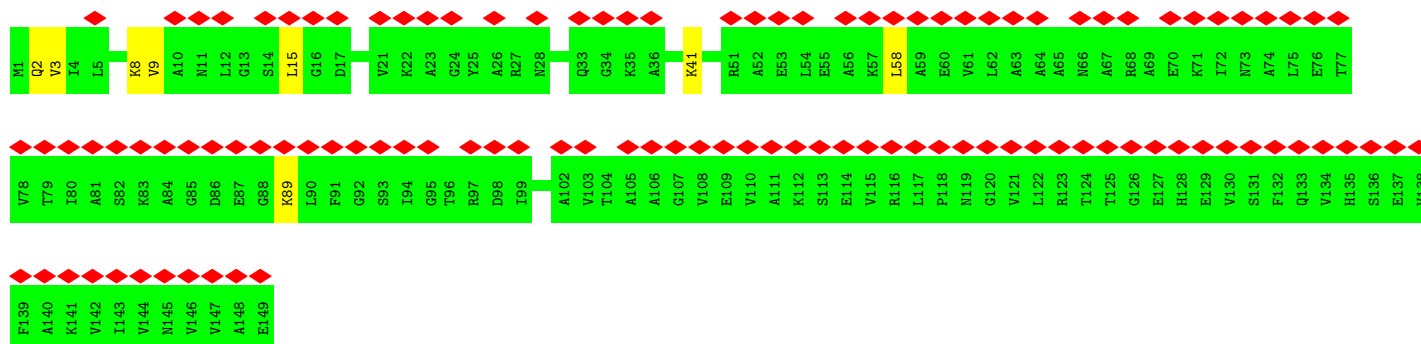 M1 Q2 V3 I4 L5 K8 V9 A10 N11 L12 G13 S14 L15 G16 D17 V21 K22 A23 G24 Y25 A26 R27 N28 Q33 G34 K35 A36 K41 R51 A52 E53 L54 E55 A56 K57 L58 A59 E60 V61 L62 A63 A64 A65 N66 A67 R68 A69 E70 K71 I72 N73 A74 L75 E76 T77
V78 T79 I80 A81 S82 K83 A84 G85 D86 E87 G88 K89 L90 F91 G92 S93 I94 G95 T96 R97 D98 I99 A102 V103 T104 A105 A106 G107 V108 E109 V110 A111 K112 S113 E114 V115 R116 L117 P118 N119 G120 V121 L122 R123 T124 T125 G126 E127 H128 E129 V130 S131 F132 Q133 V134 H135 S136 E137
F139 A140 K141 V142 I143 V144 N145 V146 V147 A148 E149